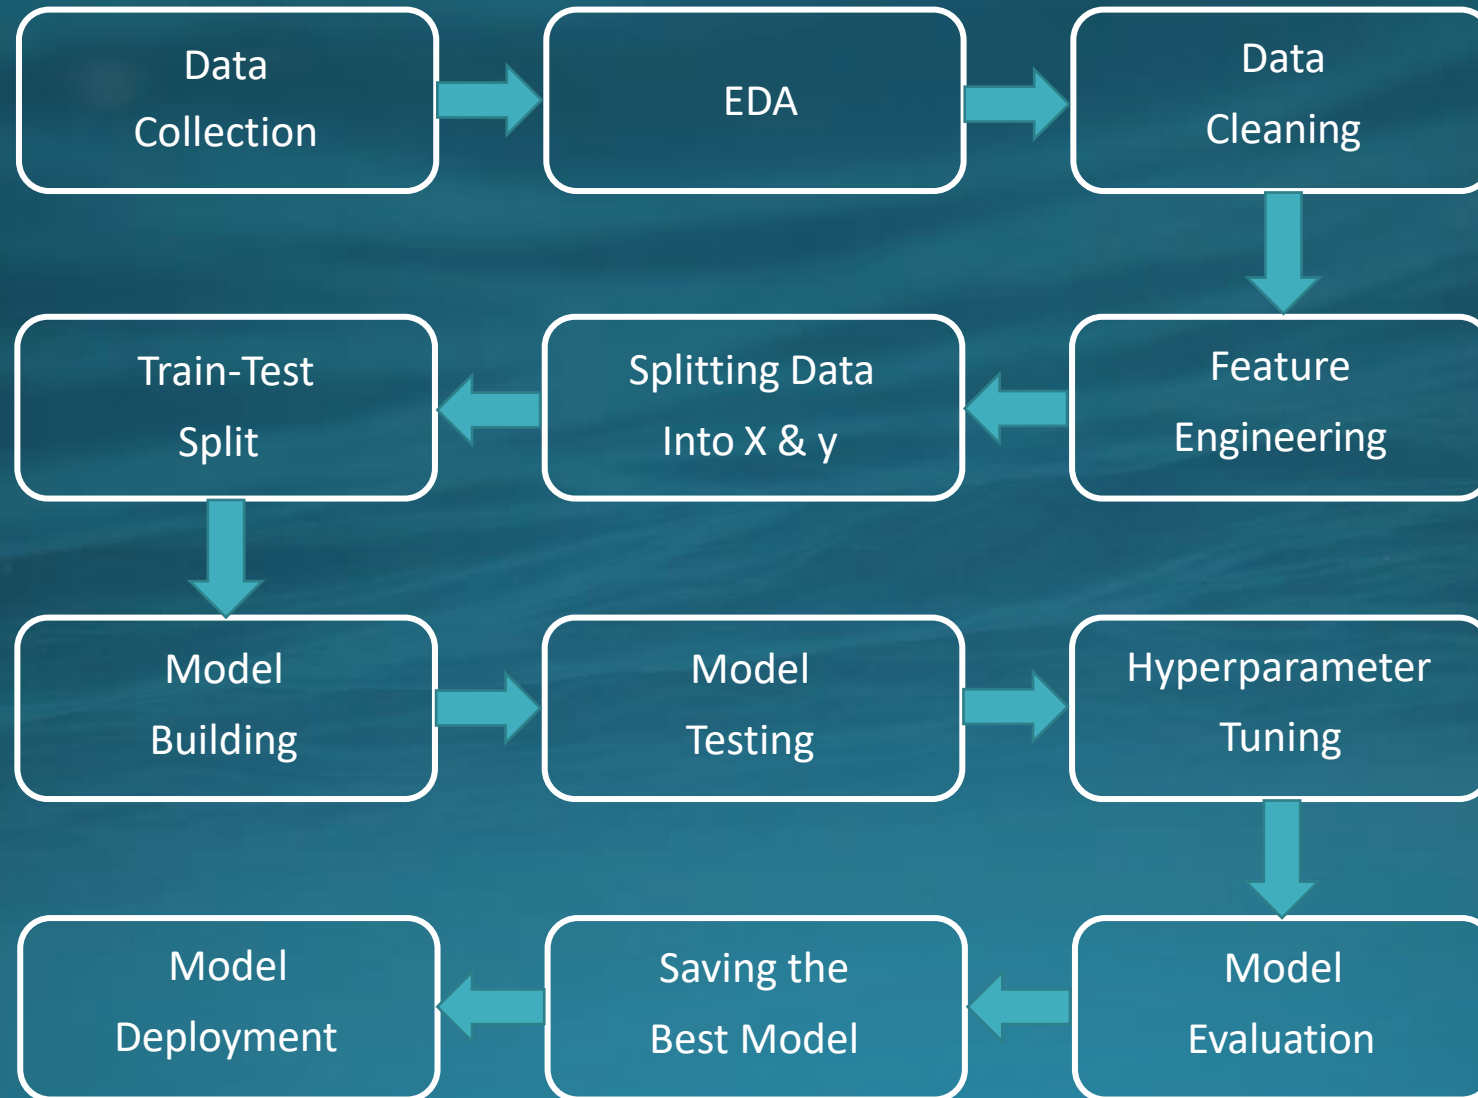 Data
Collection
EDA
Data
Cleaning
Feature
Engineering
Splitting Data
Into X & y
Train-Test
Split
Model
Building
Model
Testing
Hyperparameter
Tuning
Model
Evaluation
Saving the
Best Model
Model
Deployment